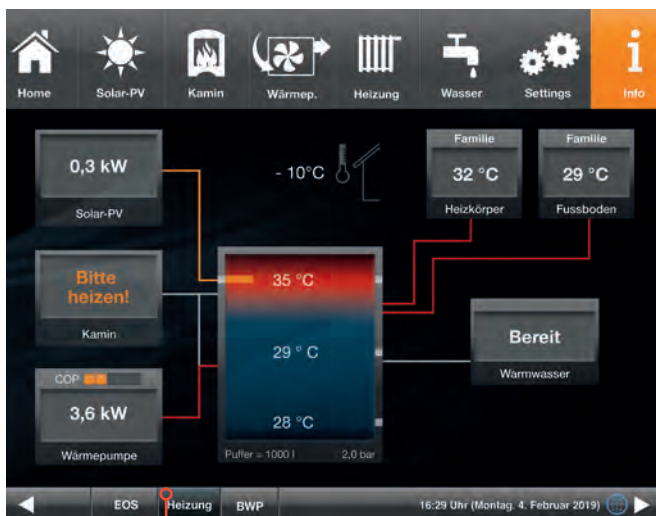 Home Solar-PV Kamin Wärmep. Heizung Wasser Settings Info
0,3 kW
Solar-PV
- 10°C
Familie
32 °C
Heizkörper
Familie
29 °C
Fussboden
Bitte
heizen!
Kamin
35 °C
29 ° C
28 °C
Puffer = 1000 l 2,0 bar
Bereit
Warmwasser
COP
3,6 kW
Wärmepumpe
EOS Heizung BWP 16:29 Uhr (Montag. 4. Februar 2019)